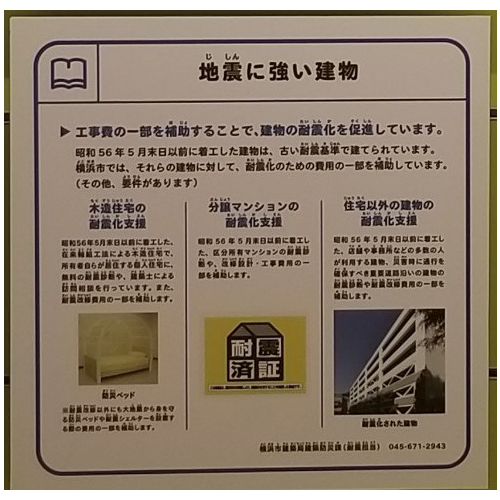 地震に強い建物
▶ 工事費の一部を補助することで、建物の耐震化を促進しています。
昭和56年5月末日以前に着工した建物は、古い耐震基準で建てられています。
横浜市では、それらの建物に対して、耐震化のための費用の一部を補助しています。
（その他、要件があります）
木造住宅の
耐震化支援
昭和56年5月末日以前に着工した、
在来軸組工法による木造住宅で、
所有者自らが居住する個人住宅に、
無料の耐震診断や、建築士による
訪問相談を行っています。また、
耐震改修費用の一部を補助します。
防災ベッド
※耐震改修以外にも大地震から身を守
る防災ベッドや耐震シェルターを設置す
る際の費用の一部を補助します。
分譲マンションの
耐震化支援
昭和56年5月末日以前に着工し
た、区分所有マンションの耐震診
断や、改修設計・工事費用の一
部を補助します。
耐震
済証
住宅以外の建物の
耐震化支援
昭和56年5月末日以前に着工し
た、店舗や事務所などの多数の人
が利用する建物、災害時に通行を
確保すべき重要道路沿いの建物の
耐震診断や耐震改修費用の一部を
補助します。
耐震化された建物
横浜市建築局建築防災課（耐震担当） 045-671-2943